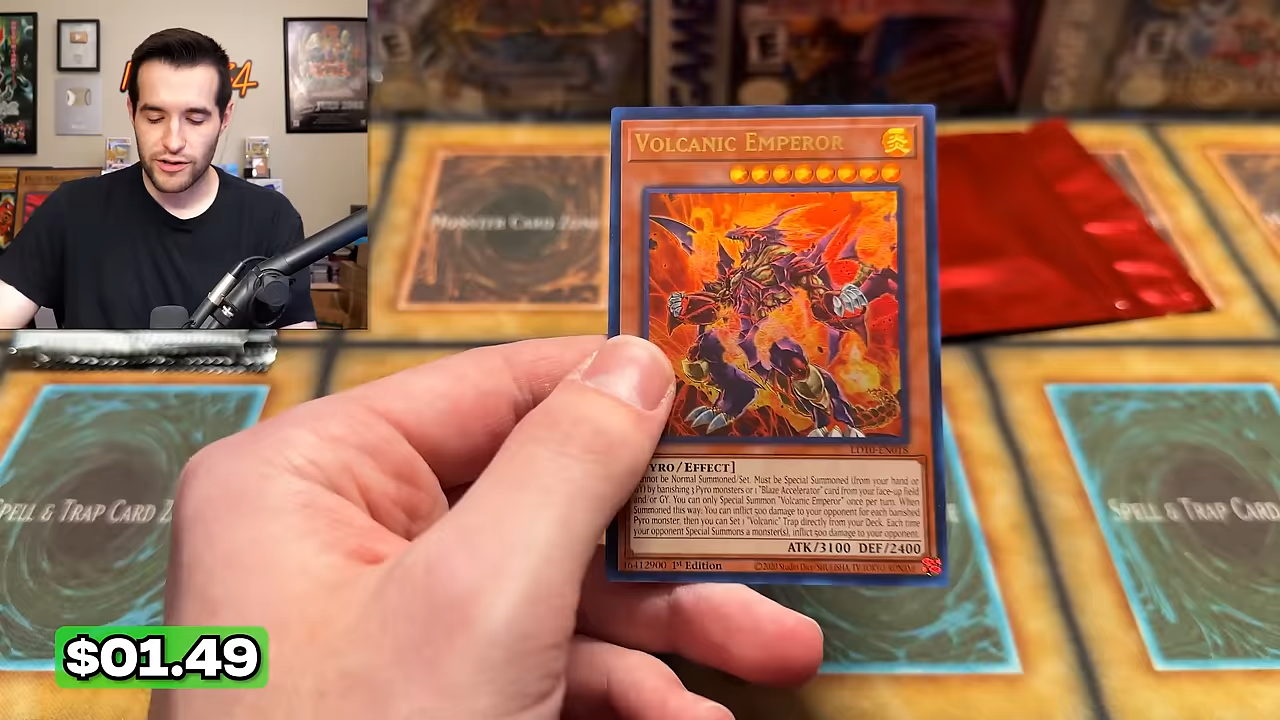 VOLCANIC EMPEROR
MONSTER CARD ZONE
LD10-EN018
YRO/EFFECT]
nnot be Normal Summoned/Set. Must be Special Summoned (from your hand or
GY) by banishing 3 Pyro monsters or 1 "Blaze Accelerator" card from your face-up field
and/or GY. You can only Special Summon "Volcanic Emperor" once per turn. When
Summoned this way: You can inflict 500 damage to your opponent for each banished
Pyro monster, then you can Set 1 "Volcanic" Trap directly from your Deck. Each time
your opponent Special Summons a monster(s), inflict 500 damage to your opponent.
ATK/3100 DEF/2400
16412900 1st Edition
©2020 Studio Dice/SHUEISHA, TV TOKYO, KONAMI
SPELL & TRAP CARD Z
SPELL & TRAP CARD
$01.49